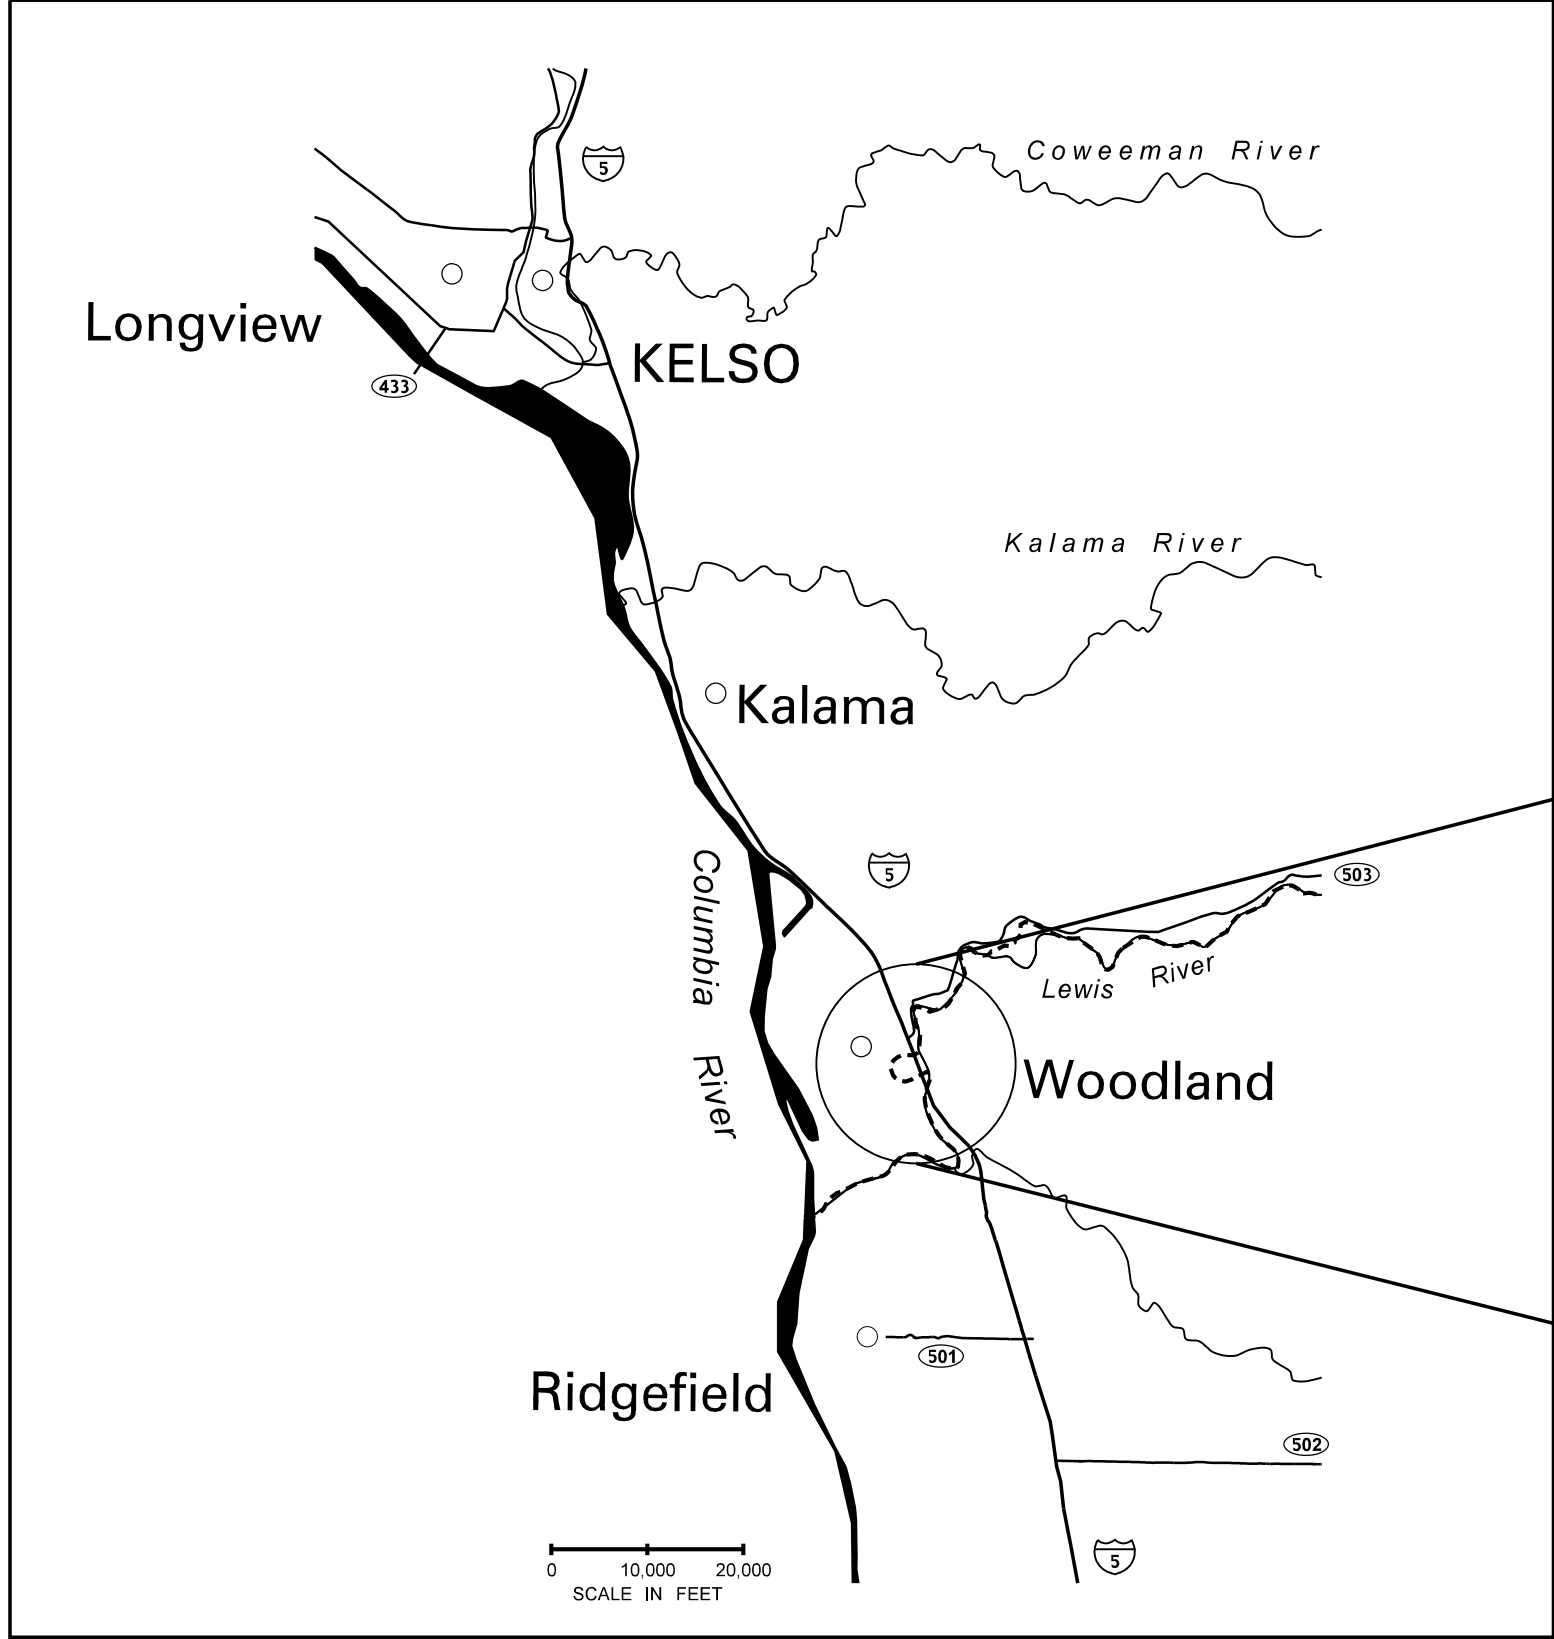 Coweeman River
5
Longview
KELSO
433
Kalama River
Kalama
Columbia River
5
503
Lewis River
Woodland
501
Ridgefield
502
5
0 10,000 20,000
SCALE IN FEET